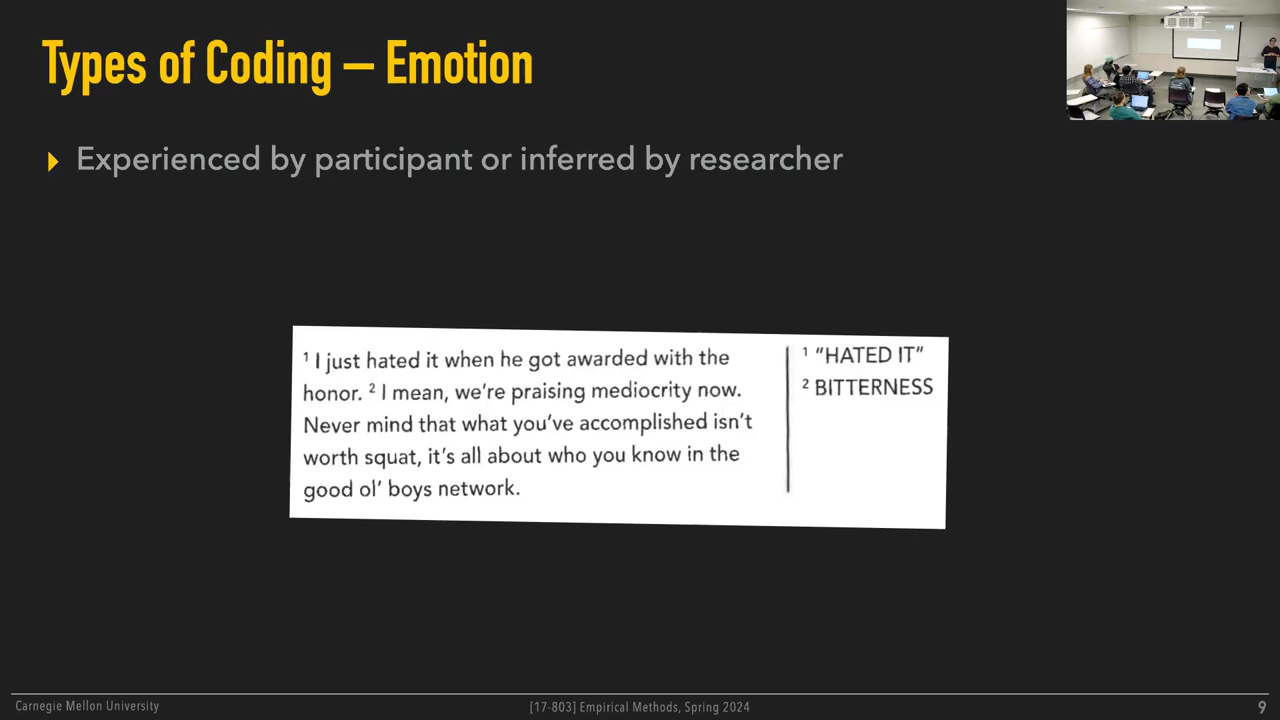 Types of Coding — Emotion
Experienced by participant or inferred by researcher
¹ I just hated it when he got awarded with the
honor. ² I mean, we're praising mediocrity now.
Never mind that what you've accomplished isn't
worth squat, it's all about who you know in the
good ol' boys network.
¹ "HATED IT"
² BITTERNESS
Carnegie Mellon University
[17-803] Empirical Methods, Spring 2024
9